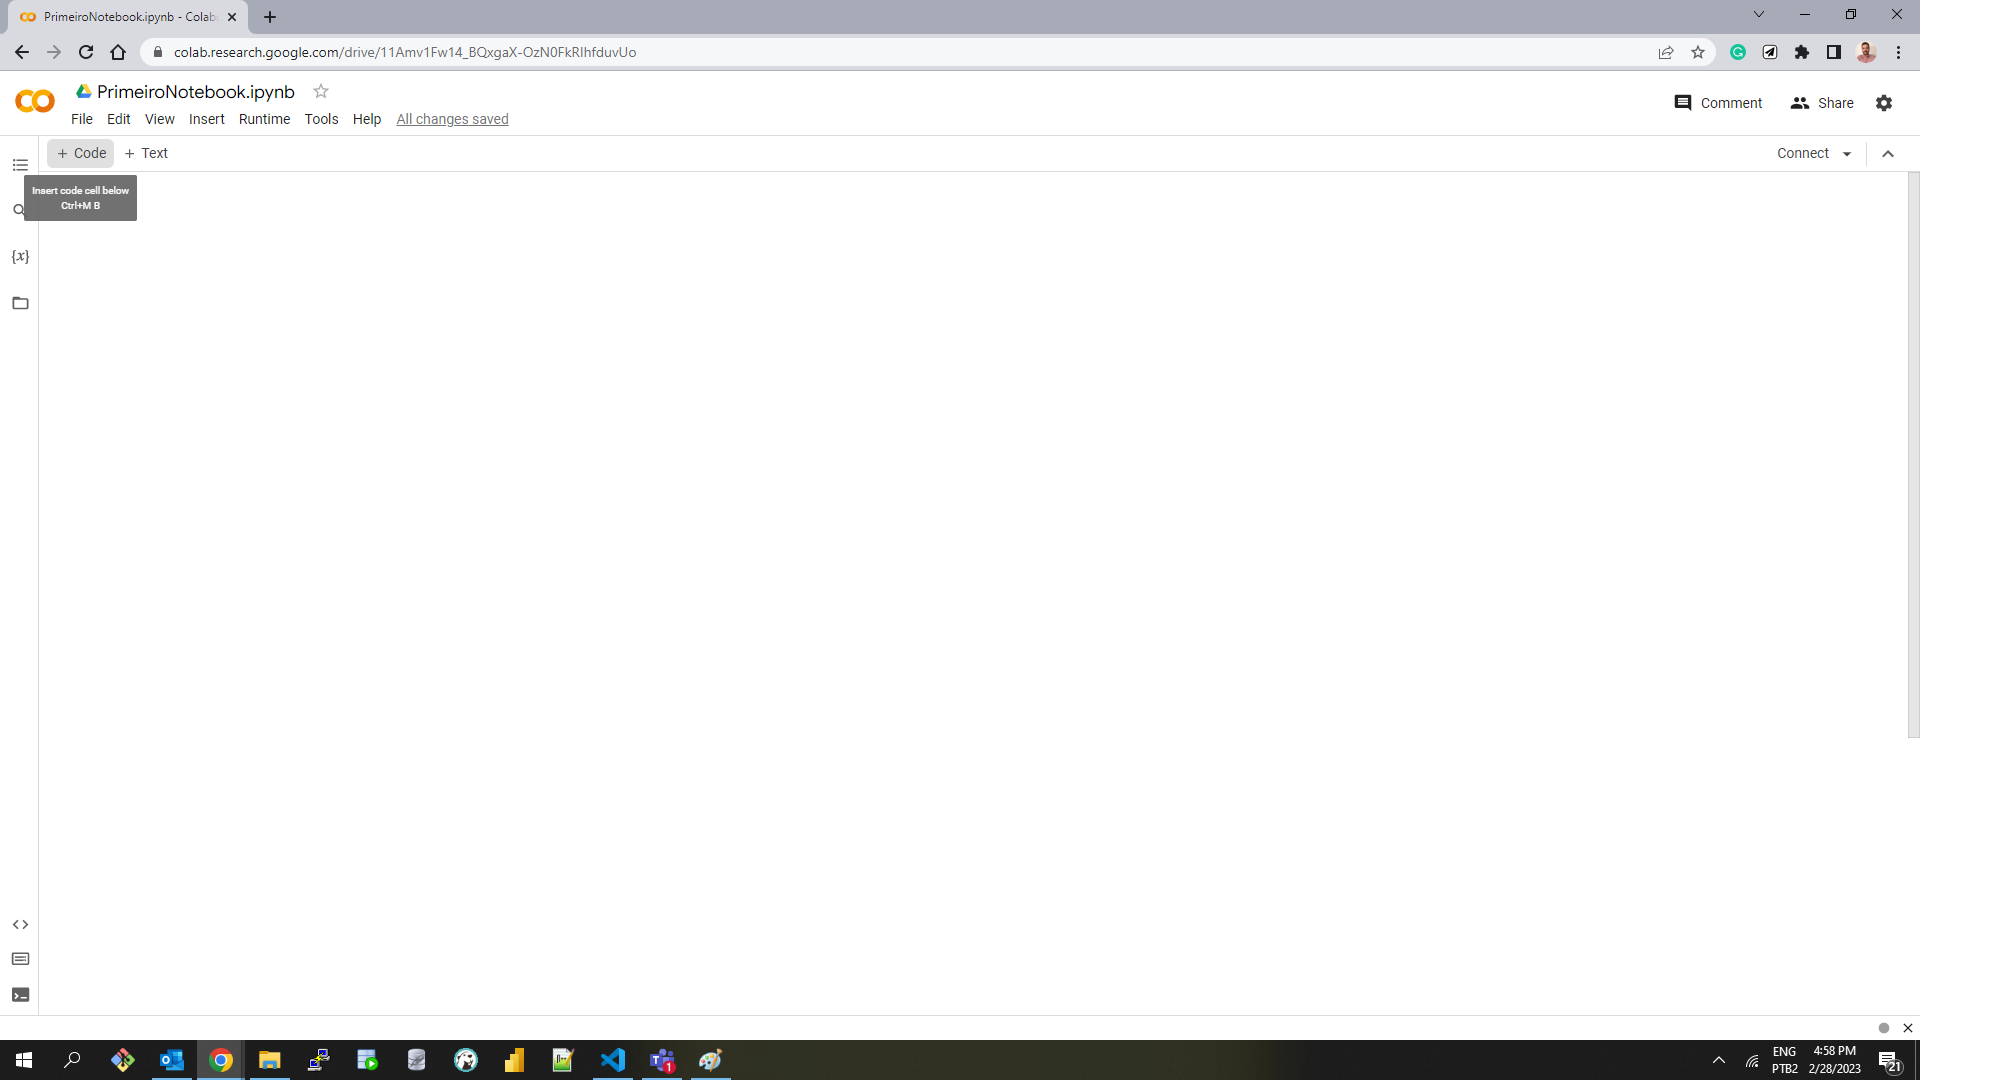 PrimeiroNotebook.ipynb - Colab
colab.research.google.com/drive/11Amv1Fw14_BQxgaX-OzN0FkRIhfduvUo
PrimeiroNotebook.ipynb
File Edit View Insert Runtime Tools Help All changes saved
Comment Share
+ Code + Text
Connect
Insert code cell below
Ctrl+M B
{x}
ENG
PTB2
4:58 PM
2/28/2023
1
21